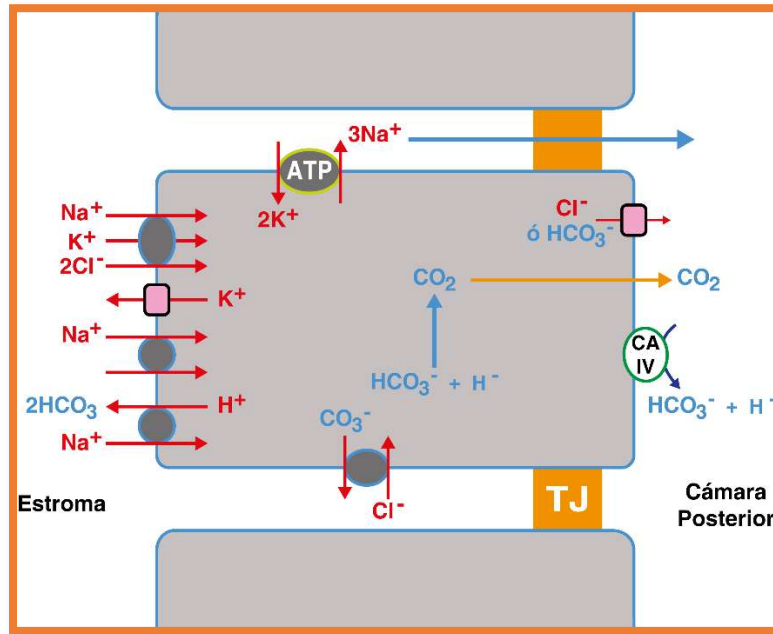 3Na⁺
ATP
2K⁺
Na⁺
K⁺
2Cl⁻
K⁺
Na⁺
2HCO₃
H⁺
Na⁺
Cl⁻
ó HCO₃⁻
CO₂
CO₂
CA
IV
HCO₃⁻ + H⁻
HCO₃⁻ + H⁻
CO₃⁻
Cl⁻
TJ
Estroma
Cámara
Posterior